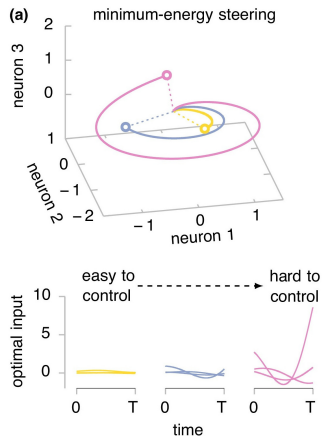 (a) minimum-energy steering
neuron 3
2
1
0
1
0
−1
−2
neuron 2
−1
0
1
neuron 1
easy to
control
hard to
control
optimal input
10
5
0
0 T 0 T 0 T
time